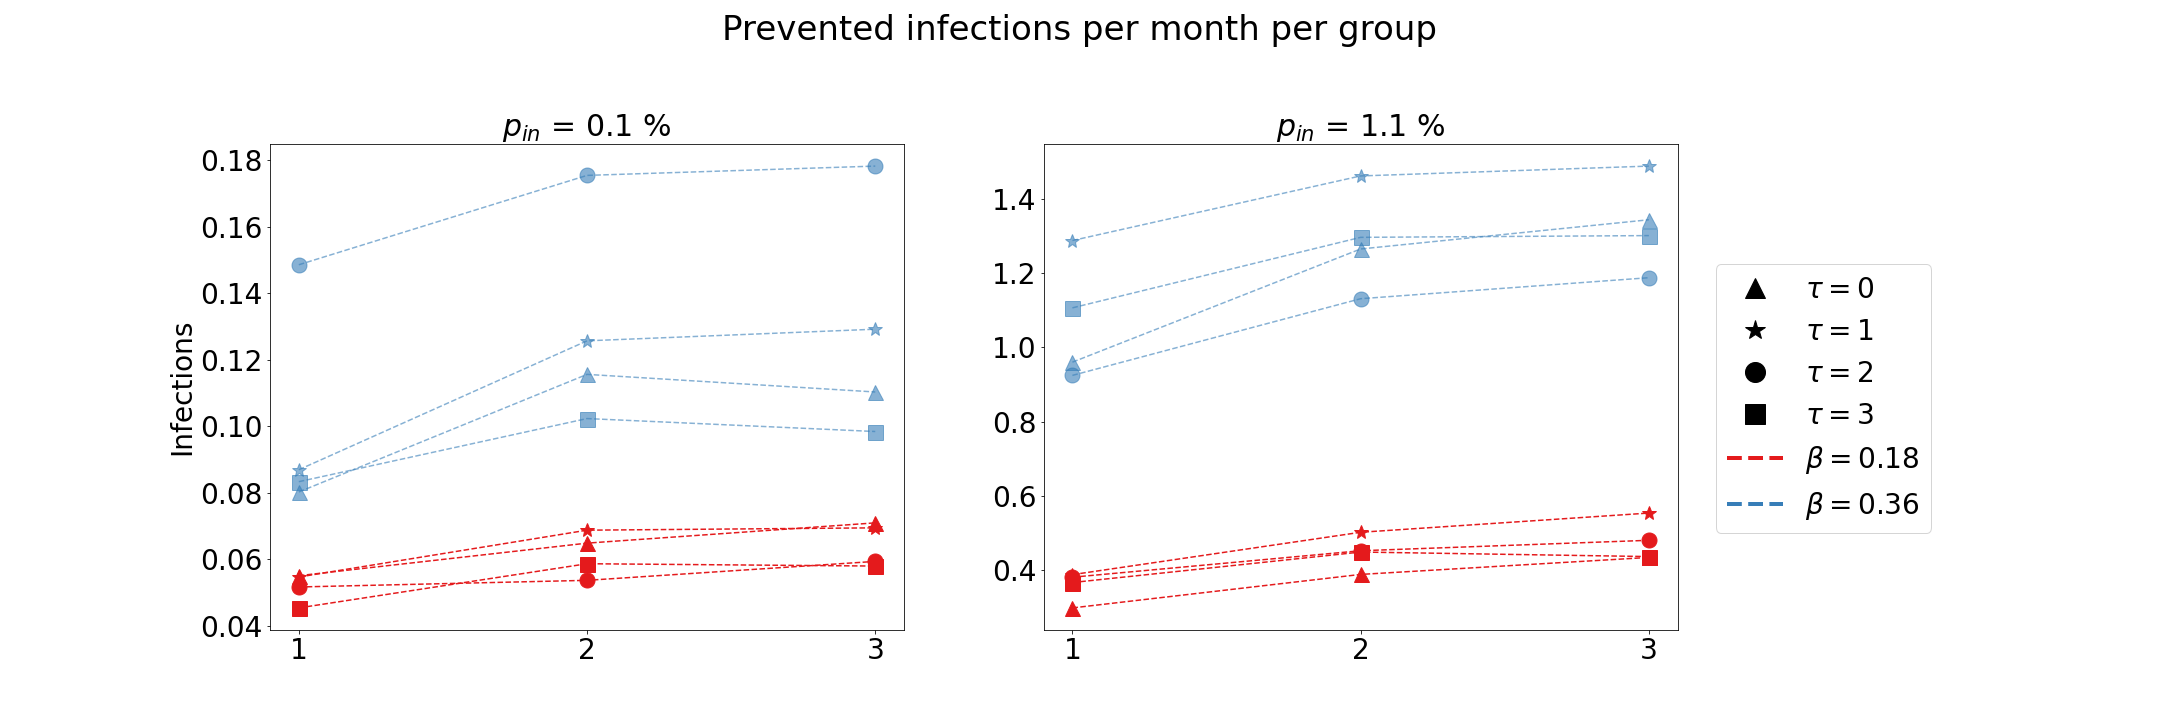 Prevented infections per month per group
p_in = 0.1 %
Infections
0.18
0.16
0.14
0.12
0.10
0.08
0.06
0.04
1 2 3
p_in = 1.1 %
1.4
1.2
1.0
0.8
0.6
0.4
1 2 3
τ = 0
τ = 1
τ = 2
τ = 3
β = 0.18
β = 0.36